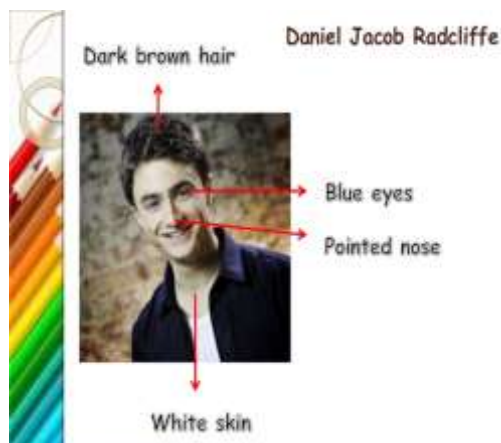 Daniel Jacob Radcliffe
Dark brown hair
Blue eyes
Pointed nose
White skin